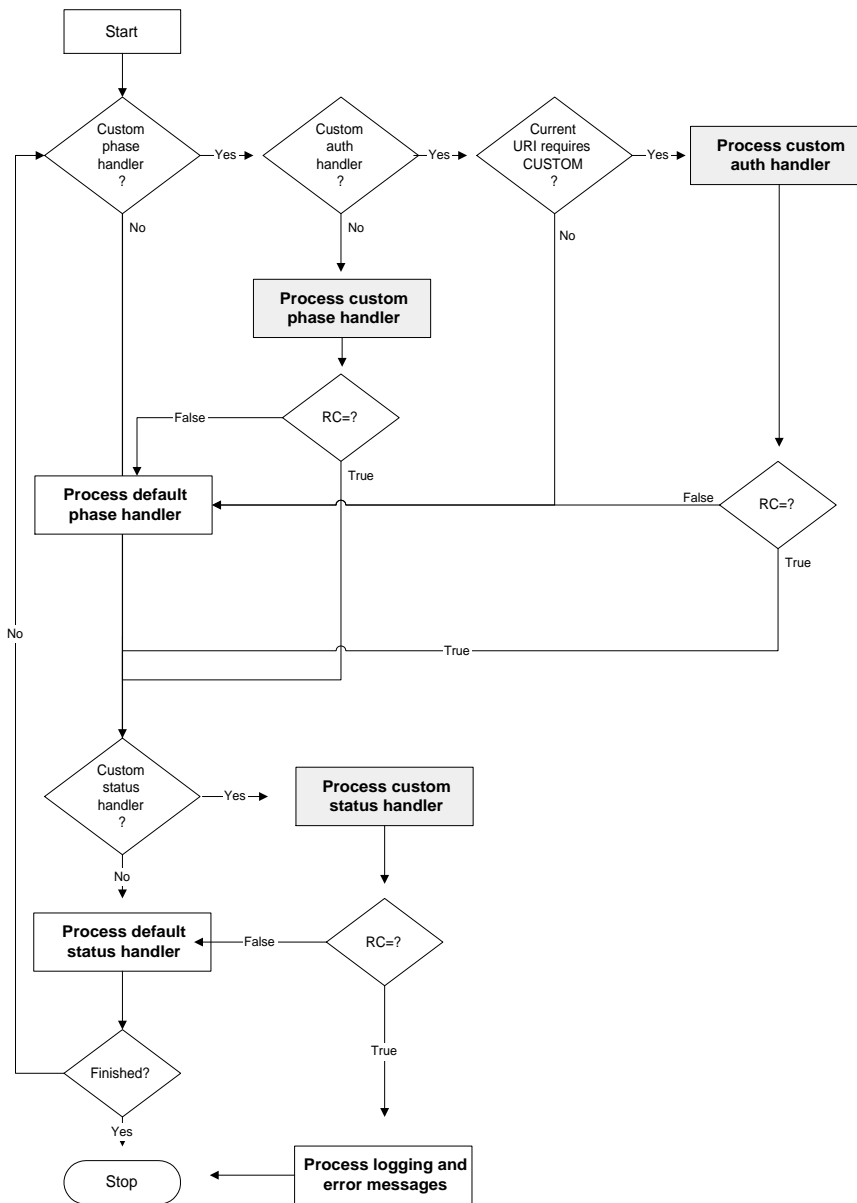 Start
Custom
phase
handler
?
Yes
Custom
auth
handler
?
Yes
Current
URI requires
CUSTOM
?
Yes
Process custom
auth handler
No
No
No
Process custom
phase handler
False
RC=?
True
Process default
phase handler
False
RC=?
True
No
True
Custom
status
handler
?
Yes
Process custom
status handler
No
Process default
status handler
False
RC=?
True
Finished?
Yes
Stop
Process logging and
error messages